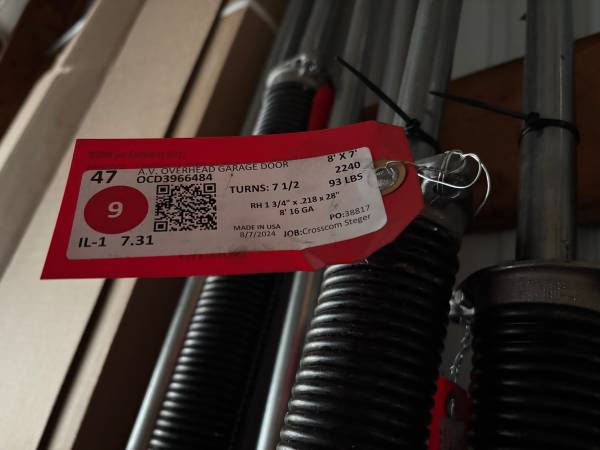 47
A.V. OVERHEAD GARAGE DOOR
OCD3966484
8' X 7'
2240
93 LBS
TURNS: 7 1/2
9
RH 1 3/4" x .218 x 28"
8' 16 GA
PO:38817
MADE IN USA
8/7/2024
JOB:Crosscom Steger
IL-1 7.31